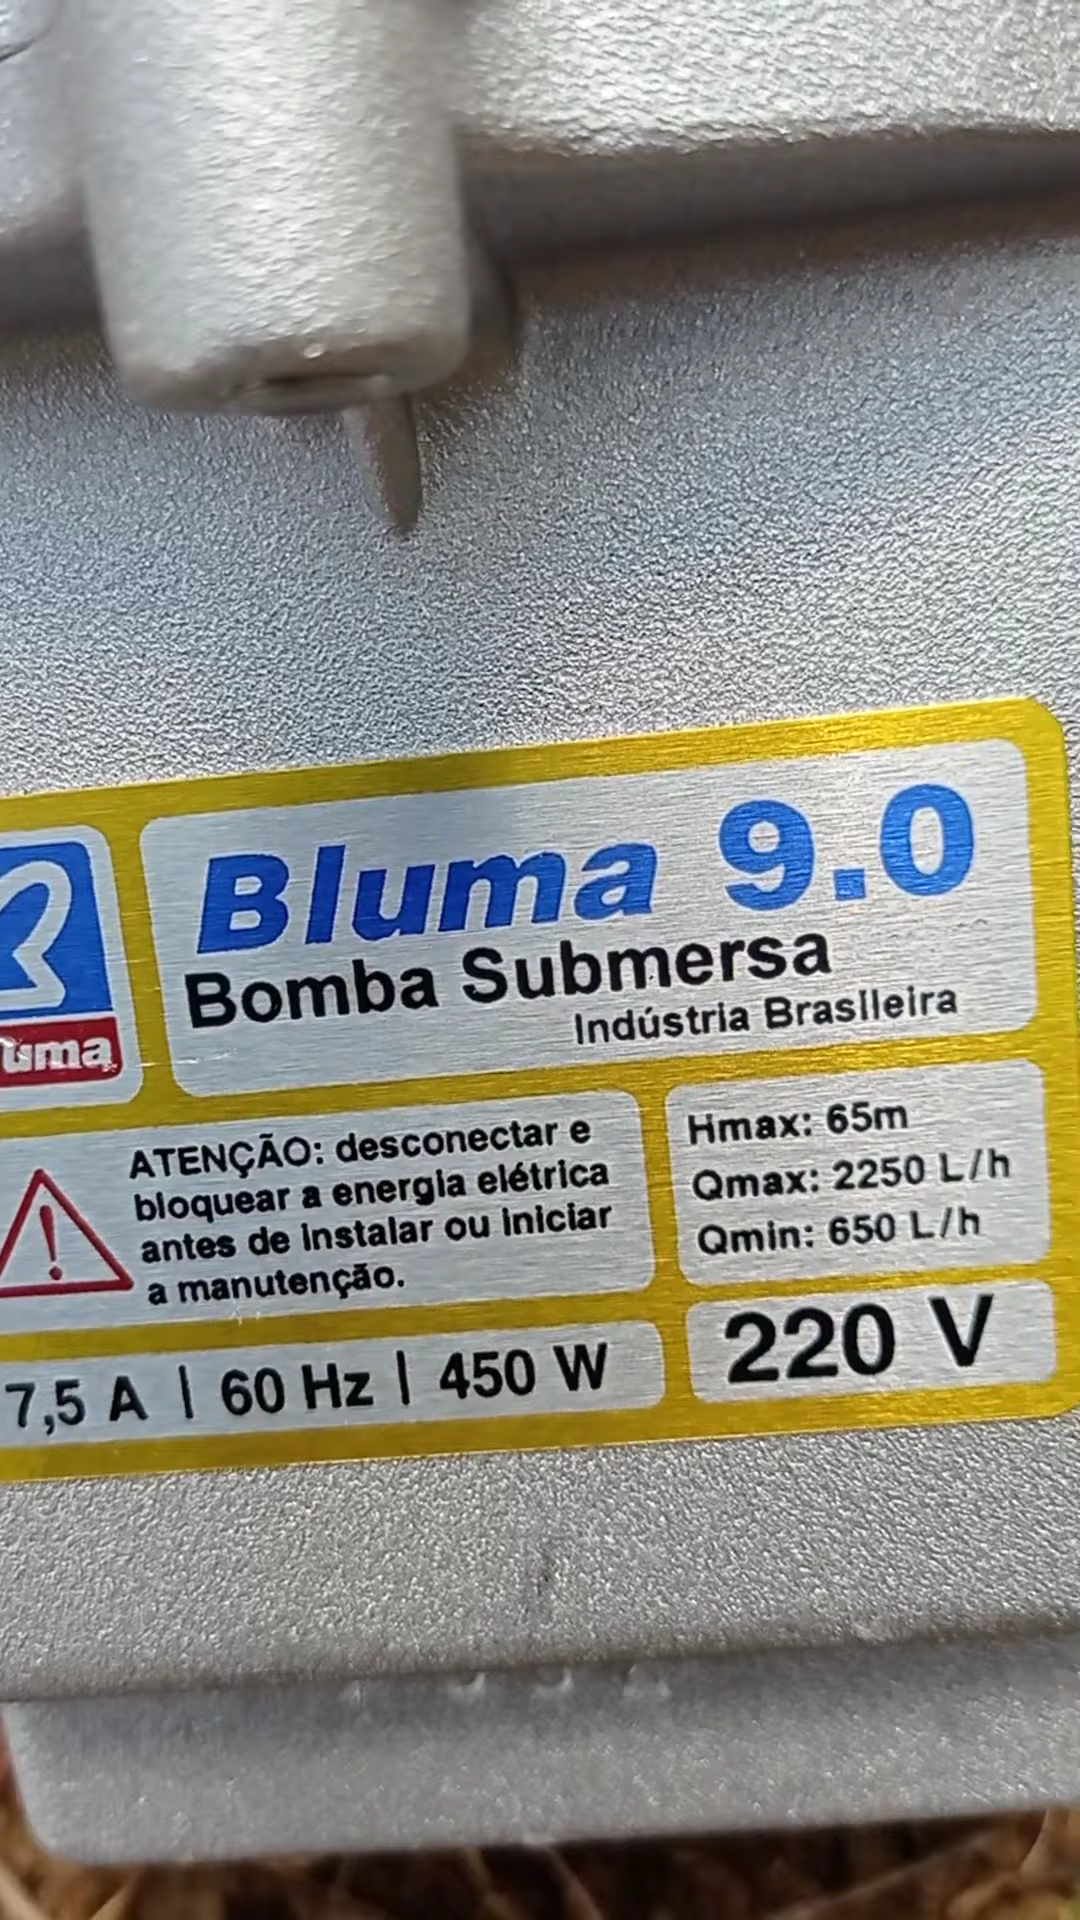 Bluma 9.0
Bomba Submersa
Indústria Brasileira
uma
ATENÇÃO: desconectar e
bloquear a energia elétrica
antes de instalar ou iniciar
a manutenção.
Hmax: 65m
Qmax: 2250 L/h
Qmin: 650 L/h
7,5 A | 60 Hz | 450 W
220 V